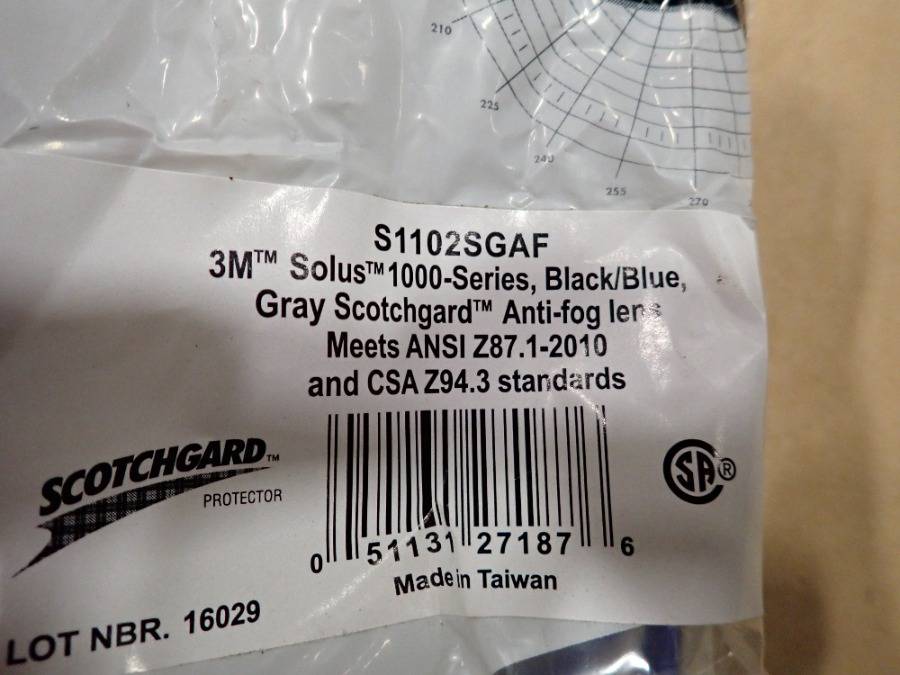 210
225
240
255
270
S1102SGAF
3M™ Solus™ 1000-Series, Black/Blue,
Gray Scotchgard™ Anti-fog lens
Meets ANSI Z87.1-2010
and CSA Z94.3 standards
SCOTCHGARD™
PROTECTOR
SA®
0 51131 27187 6
Made in Taiwan
LOT NBR. 16029